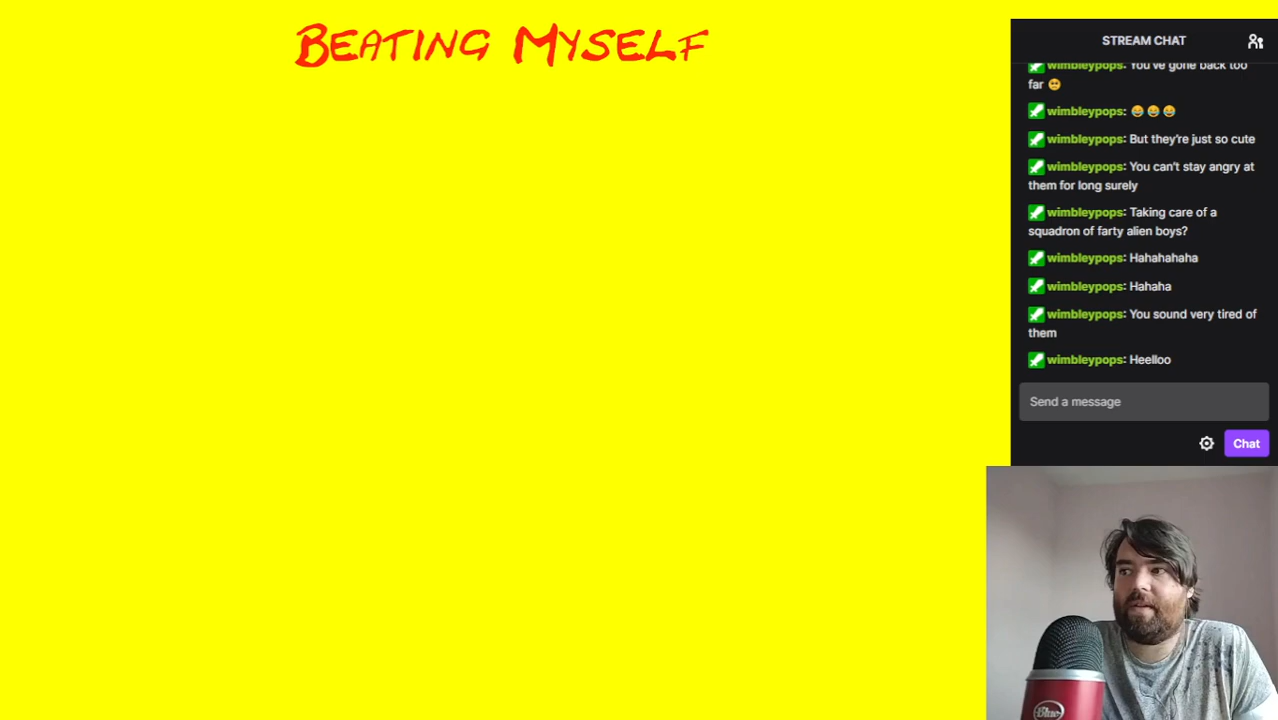 BEATING MYSELF
STREAM CHAT
wimbleypops: You've gone back too
far
wimbleypops:
wimbleypops: But they're just so cute
wimbleypops: You can't stay angry at
them for long surely
wimbleypops: Taking care of a
squadron of farty alien boys?
wimbleypops: Hahahahaha
wimbleypops: Hahaha
wimbleypops: You sound very tired of
them
wimbleypops: Heelloo
Send a message
Chat
Blue